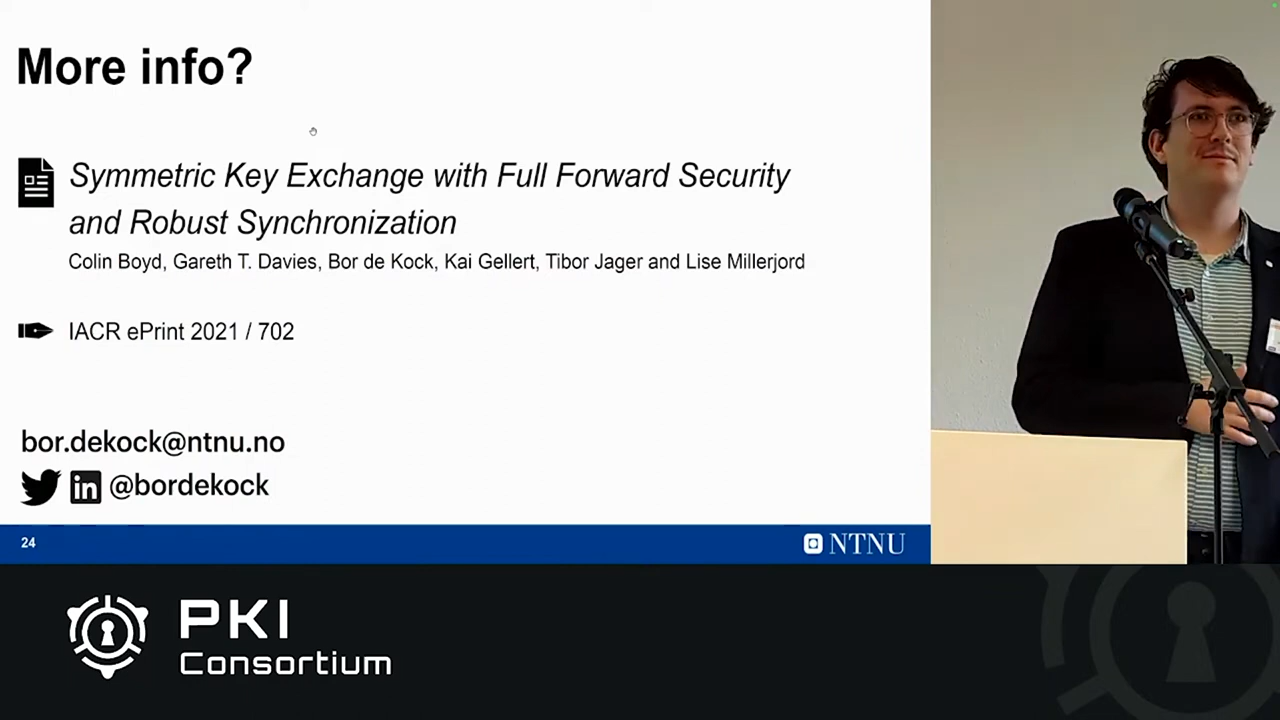 More info?
Symmetric Key Exchange with Full Forward Security
and Robust Synchronization
Colin Boyd, Gareth T. Davies, Bor de Kock, Kai Gellert, Tibor Jager and Lise Millerjord
IACR ePrint 2021 / 702
bor.dekock@ntnu.no
in @bordekock
24
NTNU
PKI
Consortium